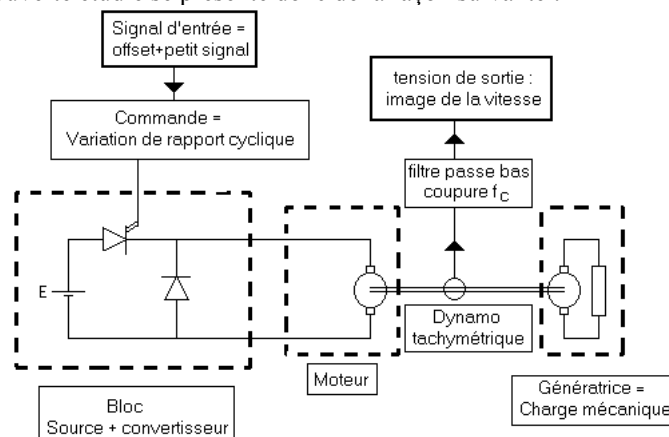 Signal d'entrée =
offset+petit signal
tension de sortie :
image de la vitesse
Commande =
Variation de rapport cyclique
filtre passe bas
coupure fC
E
Dynamo
tachymétrique
Moteur
Génératrice =
Charge mécanique
Bloc
Source + convertisseur